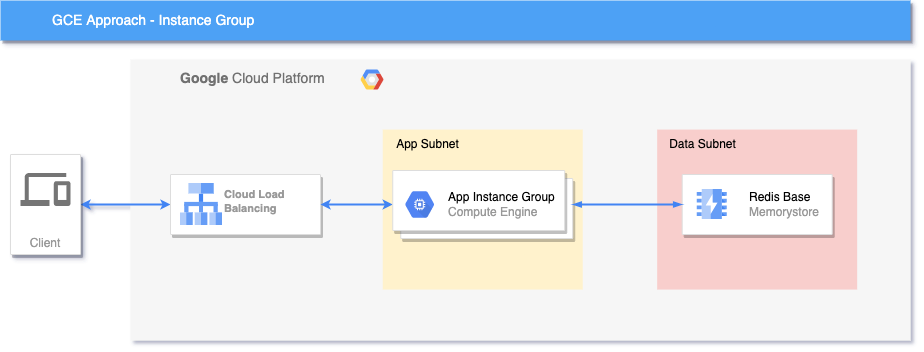 GCE Approach - Instance Group
Google Cloud Platform
App Subnet
Data Subnet
Cloud Load
Balancing
App Instance Group
Compute Engine
Redis Base
Memorystore
Client